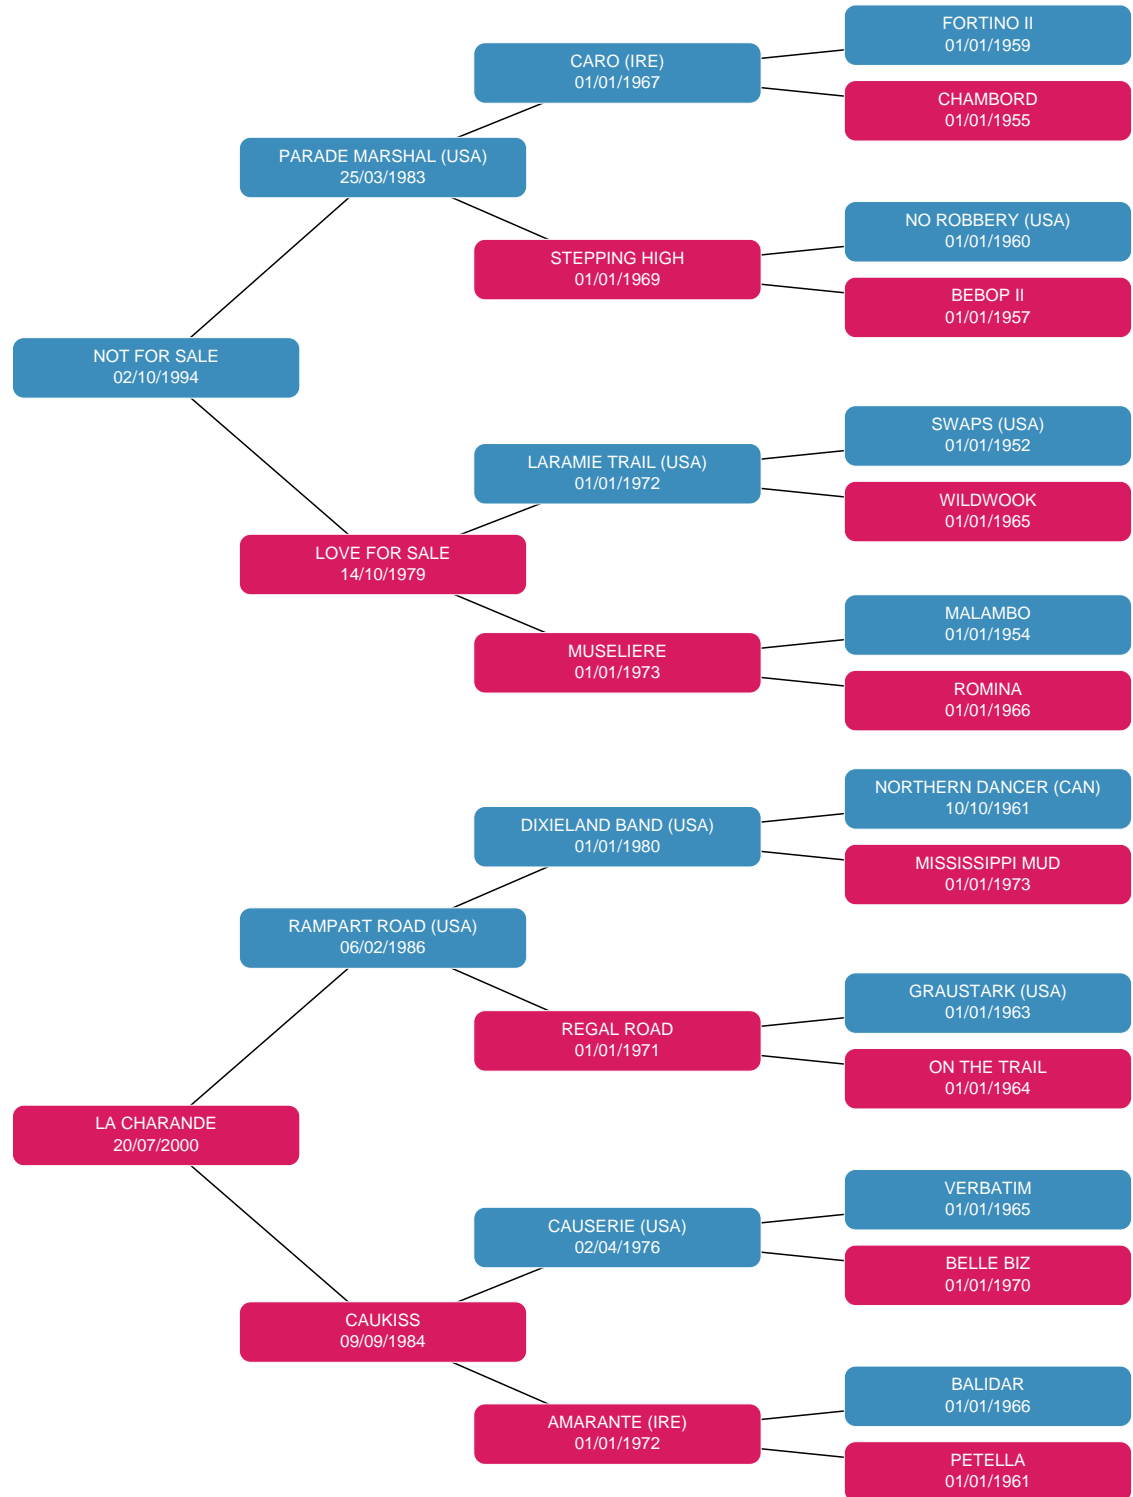 FORTINO II
01/01/1959
CARO (IRE)
01/01/1967
CHAMBORD
01/01/1955
PARADE MARSHAL (USA)
25/03/1983
NO ROBBERY (USA)
01/01/1960
STEPPING HIGH
01/01/1969
BEBOP II
01/01/1957
NOT FOR SALE
02/10/1994
SWAPS (USA)
01/01/1952
LARAMIE TRAIL (USA)
01/01/1972
WILDWOOK
01/01/1965
LOVE FOR SALE
14/10/1979
MALAMBO
01/01/1954
MUSELIERE
01/01/1973
ROMINA
01/01/1966
NORTHERN DANCER (CAN)
10/10/1961
DIXIELAND BAND (USA)
01/01/1980
MISSISSIPPI MUD
01/01/1973
RAMPART ROAD (USA)
06/02/1986
GRAUSTARK (USA)
01/01/1963
REGAL ROAD
01/01/1971
ON THE TRAIL
01/01/1964
LA CHARANDE
20/07/2000
VERBATIM
01/01/1965
CAUSERIE (USA)
02/04/1976
BELLE BIZ
01/01/1970
CAUKISS
09/09/1984
BALIDAR
01/01/1966
AMARANTE (IRE)
01/01/1972
PETELLA
01/01/1961